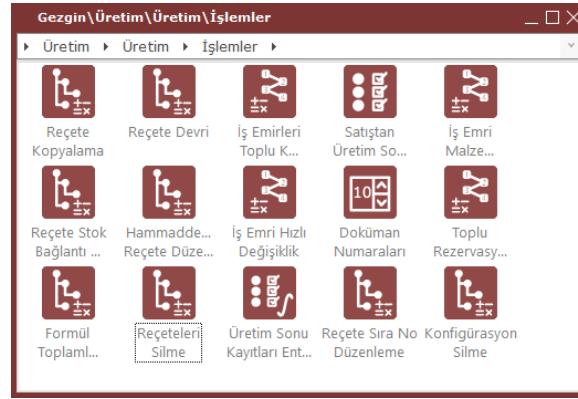 Gezgin\Üretim\Üretim\İşlemler
Üretim Üretim İşlemler
Reçete Kopyalama
Reçete Devri
İş Emirleri Toplu K...
Satıştan Üretim So...
İş Emri Malze...
Reçete Stok Bağlantı ...
Hammadde... Reçete Düze...
İş Emri Hızlı Değişiklik
10
Doküman Numaraları
Toplu Rezervasy...
Formül Toplaml...
Reçeteleri Silme
Üretim Sonu Kayıtları Ent...
Reçete Sıra No Düzenleme
Konfigürasyon Silme